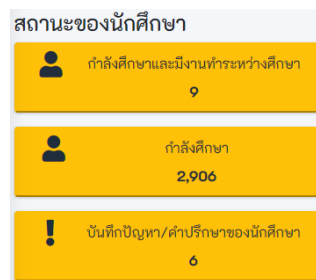 สถานะของนักศึกษา
กำลังศึกษาและมีงานทำระหว่างศึกษา
9
กำลังศึกษา
2,906
บันทึกปัญหา/คำปรึกษาของนักศึกษา
6